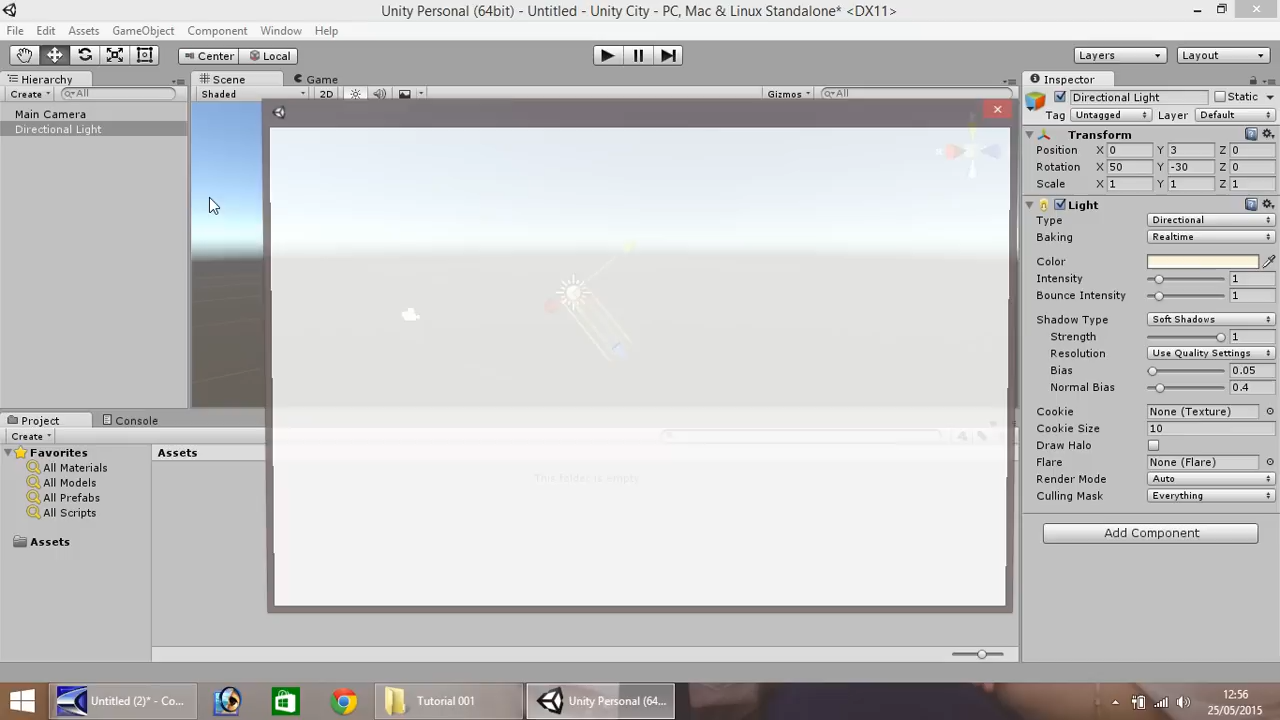 Unity Personal (64bit) - Untitled - Unity City - PC, Mac & Linux Standalone* <DX11>
File Edit Assets GameObject Component Window Help
Center Local Layers Layout
Hierarchy Scene Game Inspector
Create All Shaded 2D Gizmos All
Directional Light Static
Tag Untagged Layer Default
Main Camera
Directional Light
Transform
Position X 0 Y 3 Z 0
Rotation X 50 Y -30 Z 0
Scale X 1 Y 1 Z 1
Light
Type Directional
Baking Realtime
Color
Intensity 1
Bounce Intensity 1
Shadow Type Soft Shadows
Strength 1
Resolution Use Quality Settings
Bias 0.05
Normal Bias 0.4
Cookie None (Texture)
Cookie Size 10
Draw Halo
Flare None (Flare)
Render Mode Auto
Culling Mask Everything
Add Component
Project Console
Create
Favorites
All Materials
All Models
All Prefabs
All Scripts
Assets
Assets
This folder is empty
Untitled (2)* - Co...
Tutorial 001
Unity Personal (64...
12:56
25/05/2015